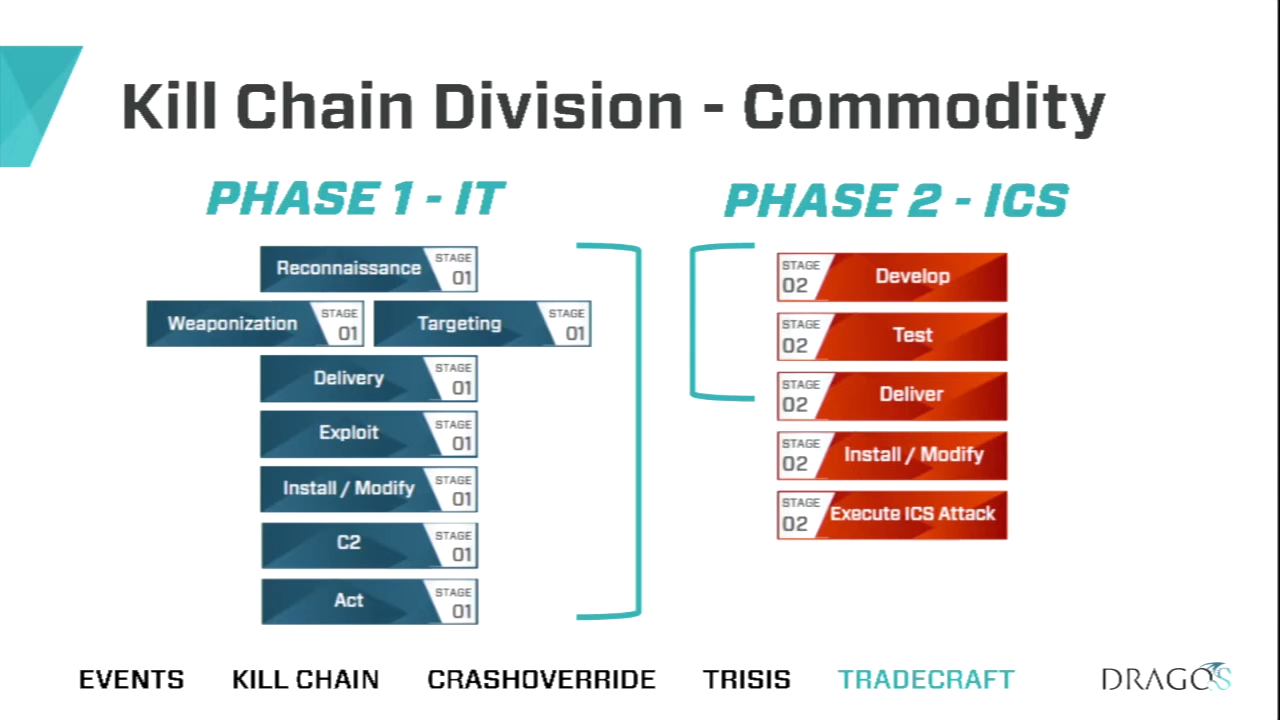 Kill Chain Division - Commodity
PHASE 1 - IT
Reconnaissance
STAGE
01
Weaponization
STAGE
01
Targeting
STAGE
01
Delivery
STAGE
01
Exploit
STAGE
01
Install / Modify
STAGE
01
C2
STAGE
01
Act
STAGE
01
PHASE 2 - ICS
STAGE
02
Develop
STAGE
02
Test
STAGE
02
Deliver
STAGE
02
Install / Modify
STAGE
02
Execute ICS Attack
EVENTS KILL CHAIN CRASHOVERRIDE TRISIS TRADECRAFT DRAGOS